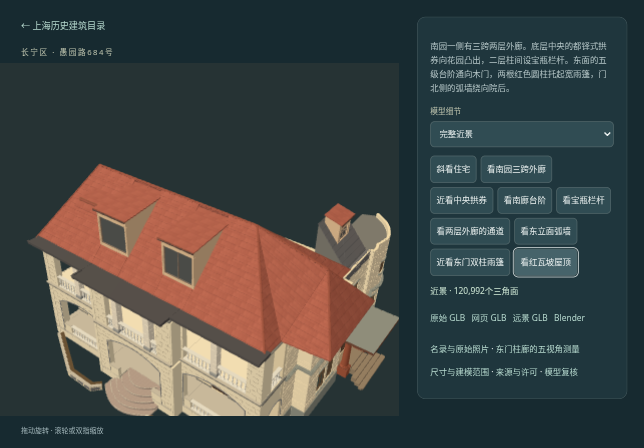 ← 上海历史建筑目录
长宁区 · 愚园路684号
南园一侧有三跨两层外廊。底层中央的都铎式拱
券向花园凸出，二层柱间设宝瓶栏杆。东面的五
级台阶通向木门，两根红色圆柱托起宽雨篷，门
北侧的弧墙绕向院后。
模型细节
完整近景
斜看住宅 看南园三跨外廊
近看中央拱券 看南廊台阶 看宝瓶栏杆
看两层外廊的通道 看东立面弧墙
近看东门双柱雨篷 看红瓦坡屋顶
近景 · 120,992个三角面
原始 GLB 网页 GLB 远景 GLB Blender
名录与原始照片 · 东门柱廊的五视角测量
尺寸与建模范围 · 来源与许可 · 模型复核
拖动旋转 · 滚轮或双指缩放